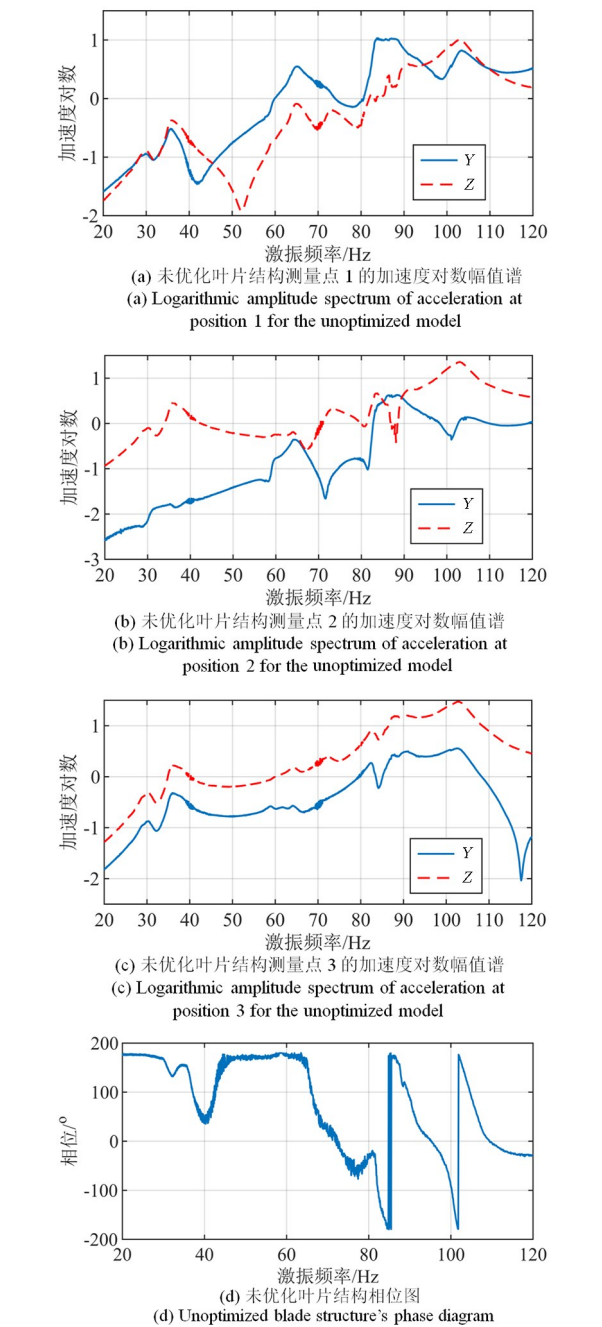 1
0
-1
-2
加速度对数
Y
Z
20 30 40 50 60 70 80 90 100 110 120
激振频率/Hz
(a) 未优化叶片结构测量点 1 的加速度对数幅值谱
(a) Logarithmic amplitude spectrum of acceleration at
position 1 for the unoptimized model
1
0
-1
-2
-3
加速度对数
Y
Z
20 30 40 50 60 70 80 90 100 110 120
激振频率/Hz
(b) 未优化叶片结构测量点 2 的加速度对数幅值谱
(b) Logarithmic amplitude spectrum of acceleration at
position 2 for the unoptimized model
1
0
-1
-2
加速度对数
Y
Z
20 30 40 50 60 70 80 90 100 110 120
激振频率/Hz
(c) 未优化叶片结构测量点 3 的加速度对数幅值谱
(c) Logarithmic amplitude spectrum of acceleration at
position 3 for the unoptimized model
200
100
0
-100
-200
相位/°
20 40 60 80 100 120
激振频率/Hz
(d) 未优化叶片结构相位图
(d) Unoptimized blade structure's phase diagram